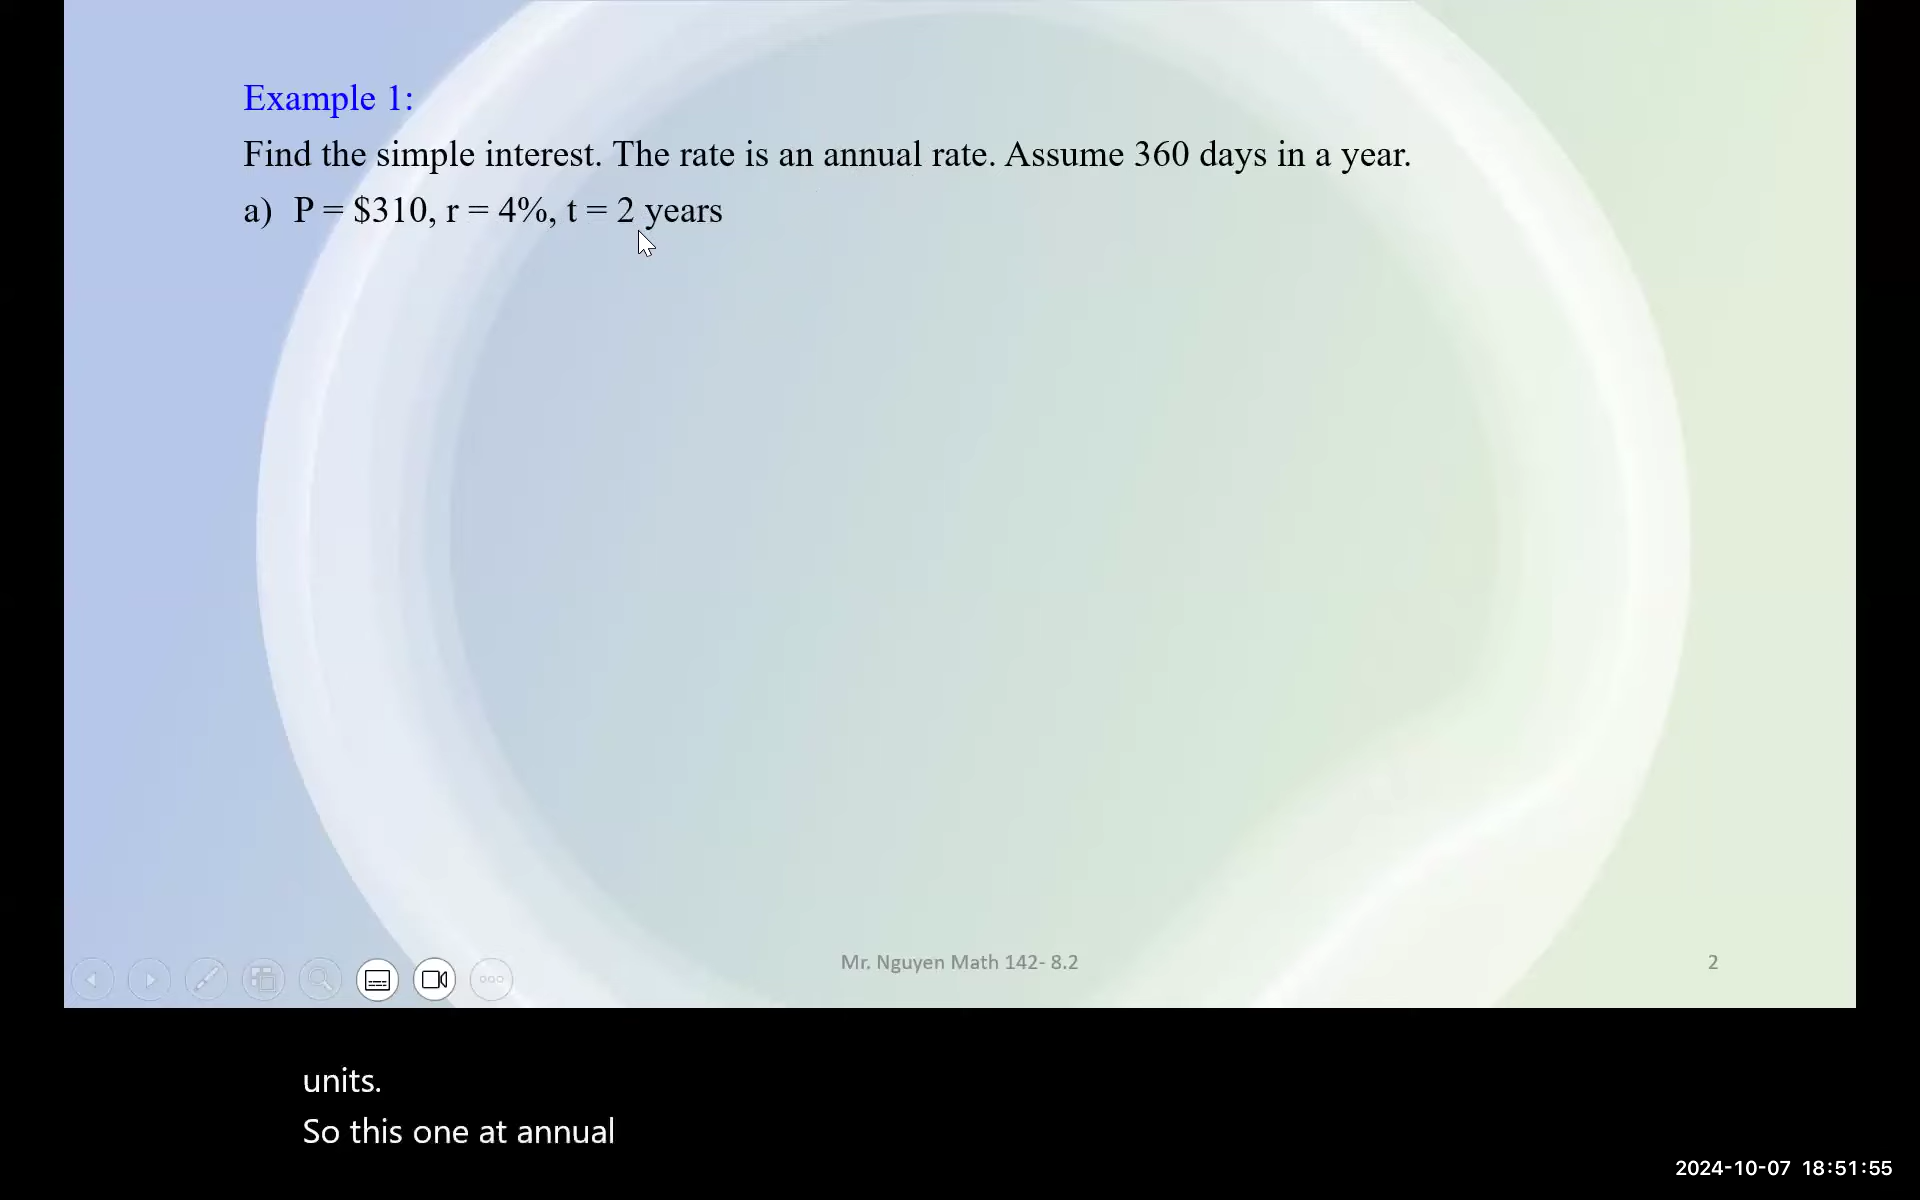 Example 1:
Find the simple interest. The rate is an annual rate. Assume 360 days in a year.
a) P = $310, r = 4%, t = 2 years
Mr. Nguyen Math 142- 8.2
2
units.
So this one at annual
2024-10-07 18:51:55